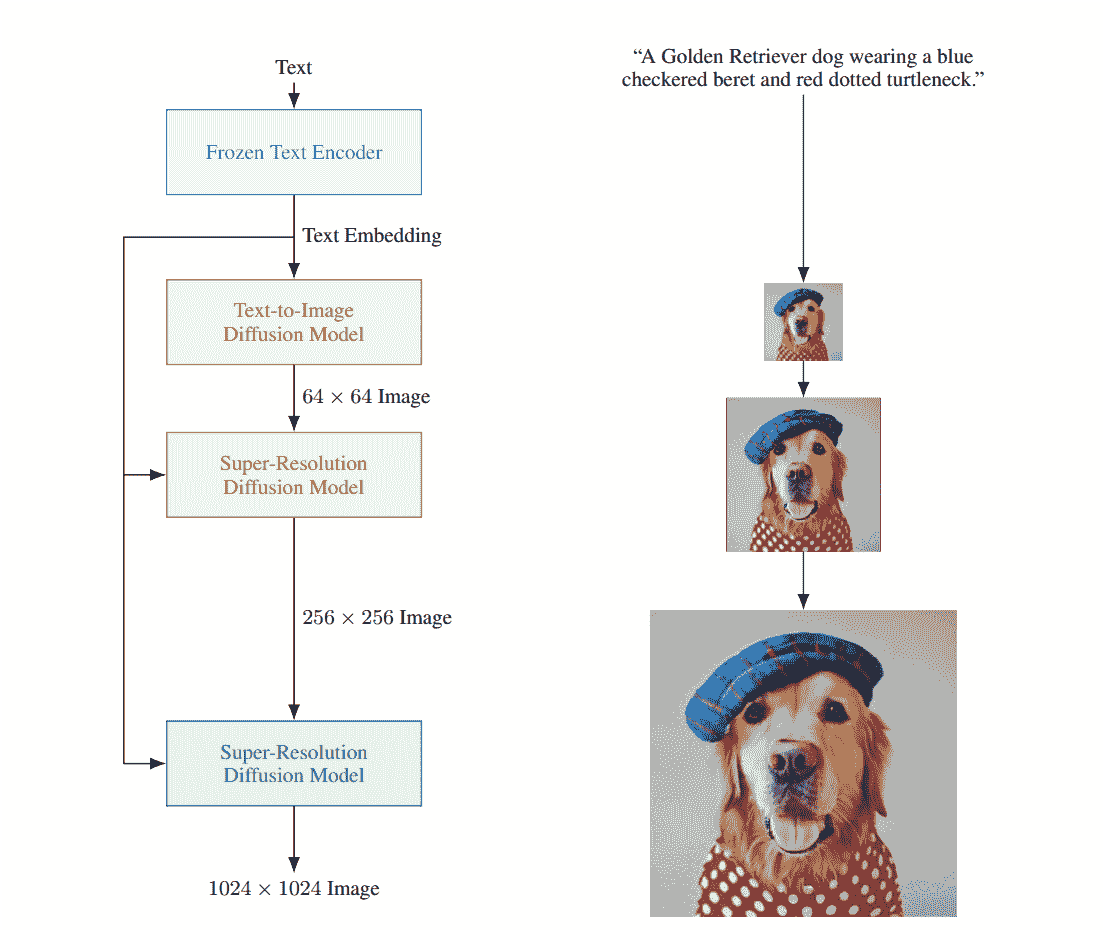 Text
Frozen Text Encoder
Text Embedding
Text-to-Image
Diffusion Model
64 × 64 Image
Super-Resolution
Diffusion Model
256 × 256 Image
Super-Resolution
Diffusion Model
1024 × 1024 Image
“A Golden Retriever dog wearing a blue
checkered beret and red dotted turtleneck.”